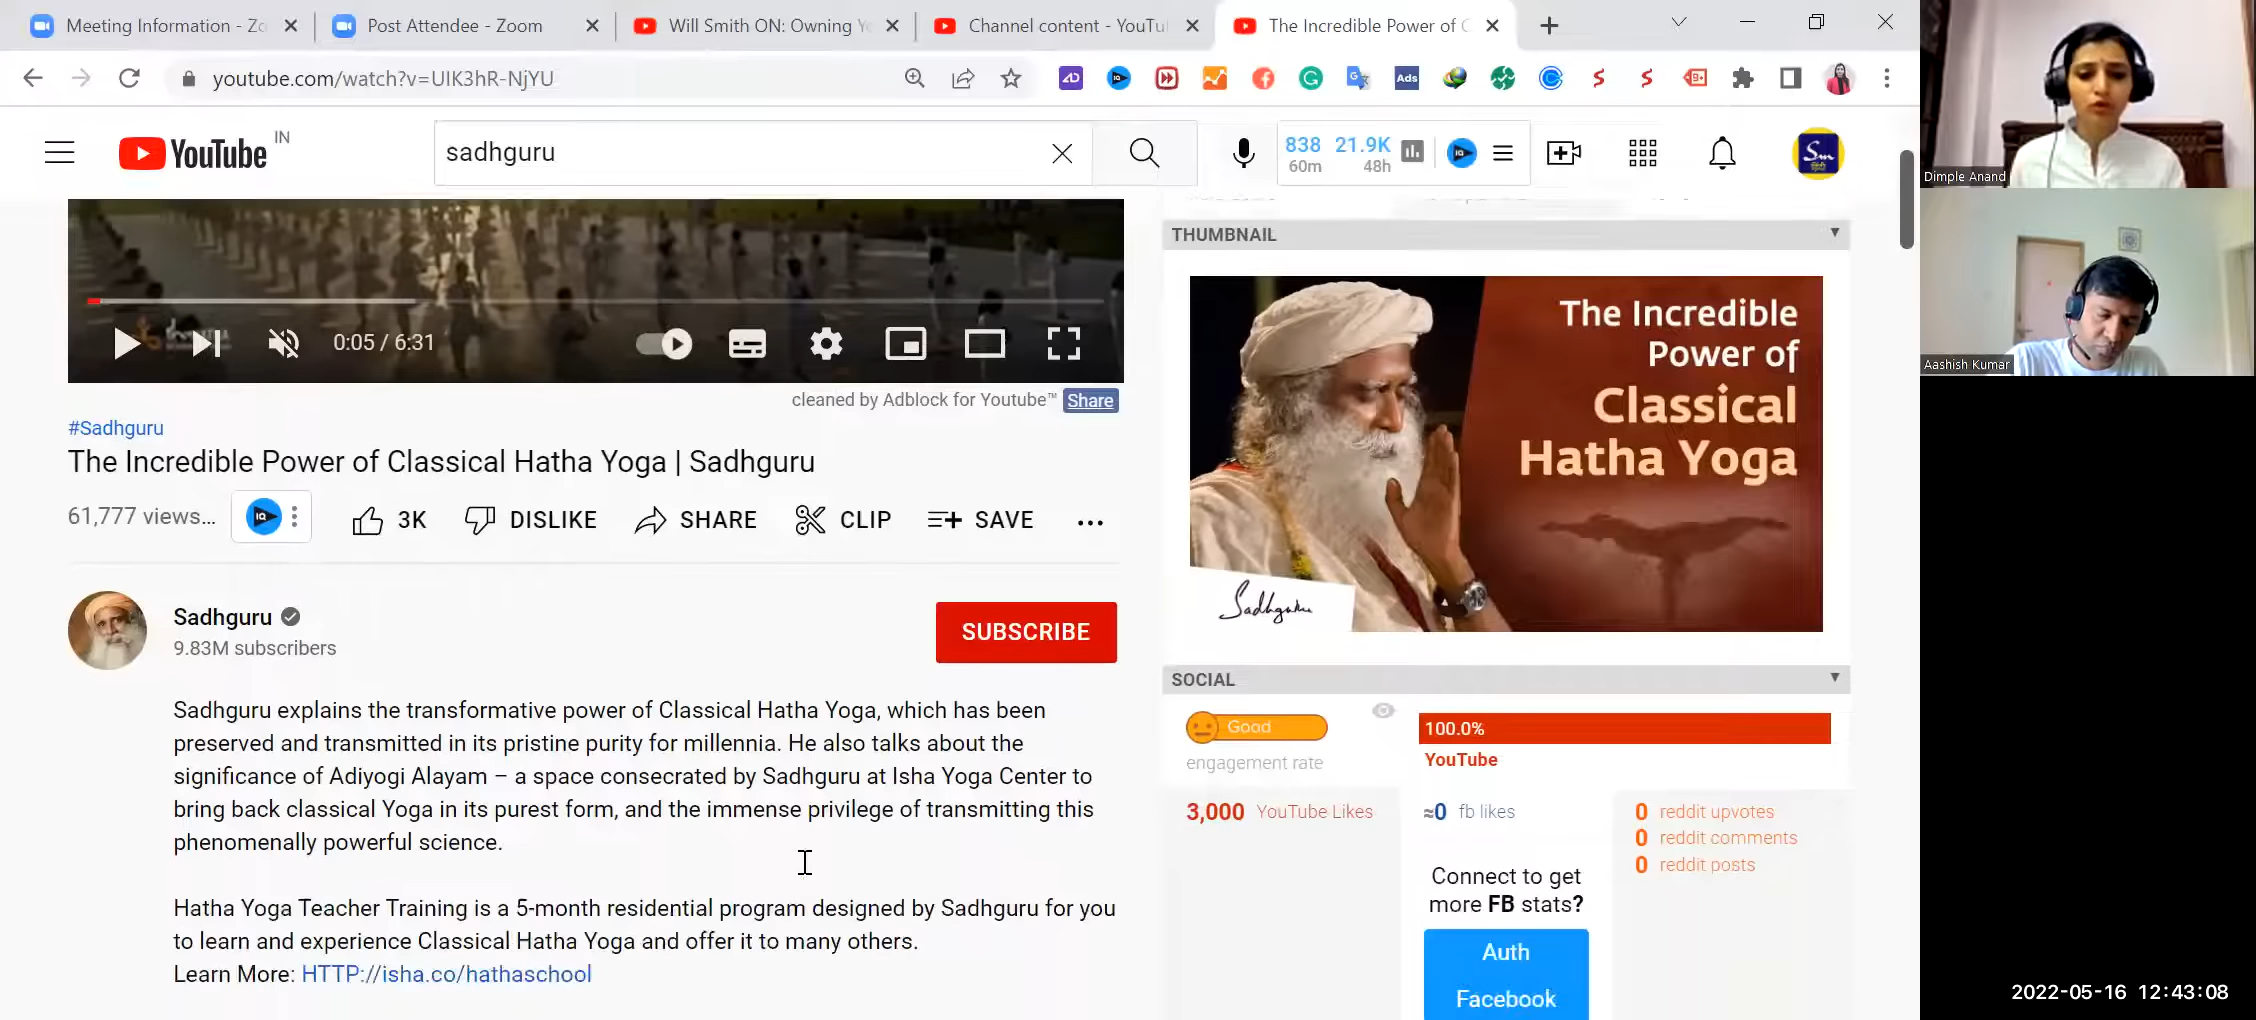 Meeting Information - Zo
Post Attendee - Zoom
Will Smith ON: Owning Yo
Channel content - YouTu
The Incredible Power of C
youtube.com/watch?v=UlK3hR-NjYU
YouTube IN
sadhguru
838 21.9K
60m 48h
Dimple Anand
Aashish Kumar
0:05 / 6:31
cleaned by Adblock for Youtube™ Share
#Sadhguru
The Incredible Power of Classical Hatha Yoga | Sadhguru
61,777 views...
3K DISLIKE SHARE CLIP SAVE ...
Sadhguru
9.83M subscribers
SUBSCRIBE
Sadhguru explains the transformative power of Classical Hatha Yoga, which has been
preserved and transmitted in its pristine purity for millennia. He also talks about the
significance of Adiyogi Alayam – a space consecrated by Sadhguru at Isha Yoga Center to
bring back classical Yoga in its purest form, and the immense privilege of transmitting this
phenomenally powerful science.
Hatha Yoga Teacher Training is a 5-month residential program designed by Sadhguru for you
to learn and experience Classical Hatha Yoga and offer it to many others.
Learn More: HTTP://isha.co/hathaschool
THUMBNAIL
The Incredible
Power of
Classical
Hatha Yoga
Sadhguru
SOCIAL
Good
engagement rate
100.0%
YouTube
3,000 YouTube Likes
≈0 fb likes
0 reddit upvotes
0 reddit comments
0 reddit posts
Connect to get
more FB stats?
Auth
Facebook
2022-05-16 12:43:08